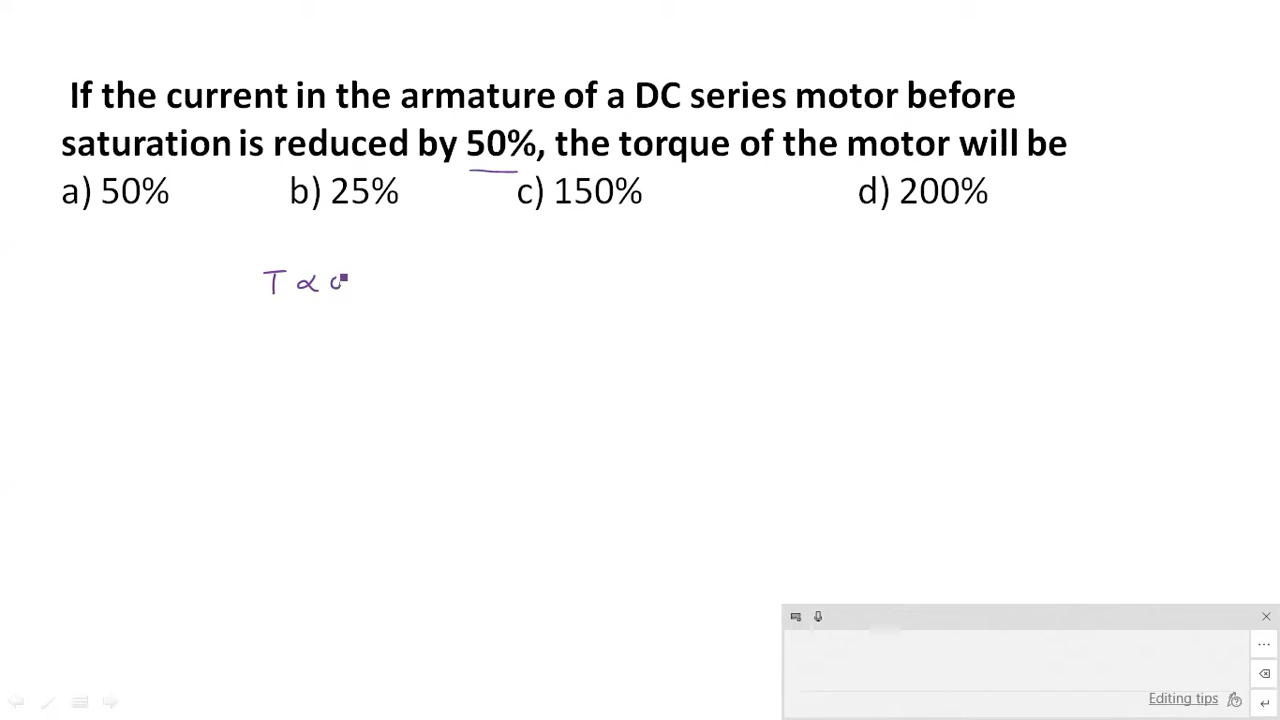 If the current in the armature of a DC series motor before
saturation is reduced by 50%, the torque of the motor will be
a) 50% b) 25% c) 150% d) 200%
T ∝
Editing tips